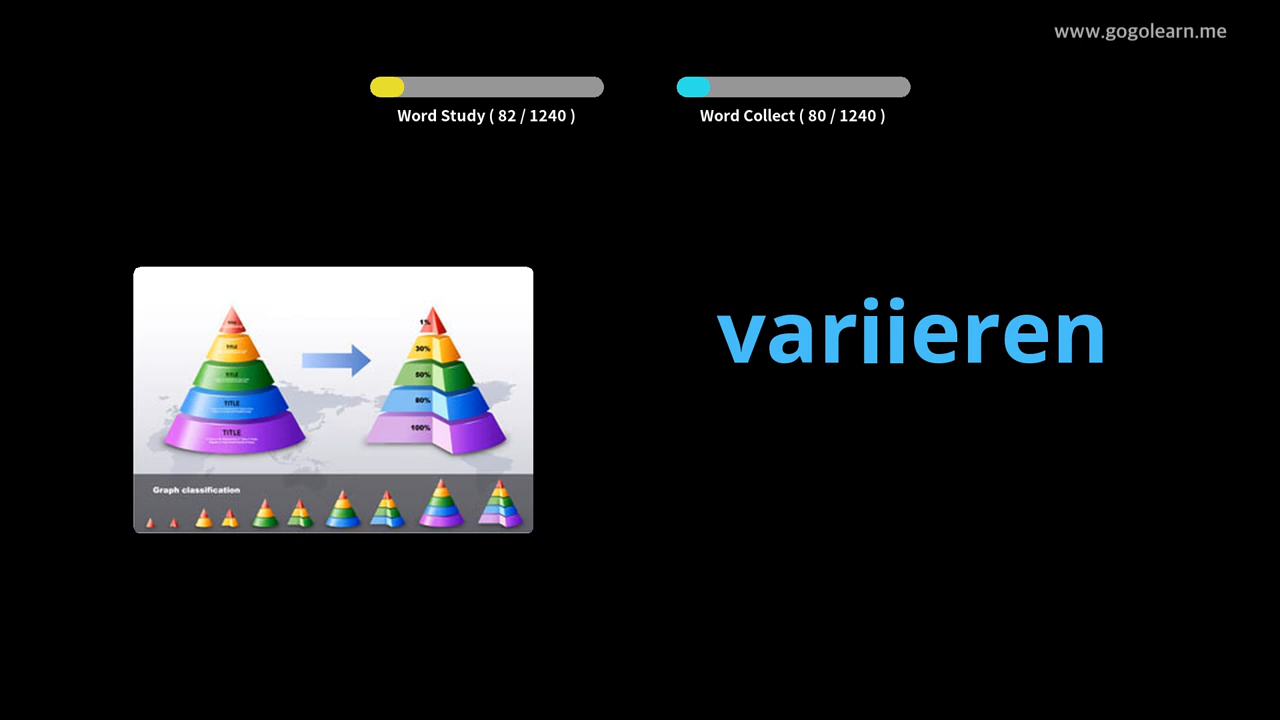 www.gogolearn.me
Word Study ( 82 / 1240 )
Word Collect ( 80 / 1240 )
variieren
TITLE
TITLE
TITLE
TITLE
1%
30%
50%
80%
100%
Graph classification